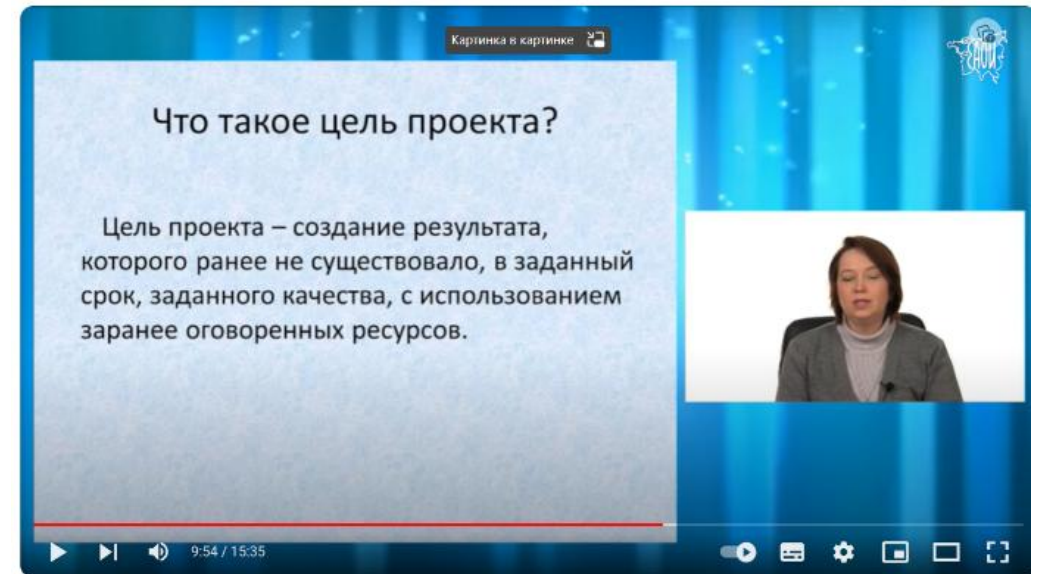 Картинка в картинке
АОИ
Что такое цель проекта?
Цель проекта – создание результата,
которого ранее не существовало, в заданный
срок, заданного качества, с использованием
заранее оговоренных ресурсов.
9:54 / 15:35